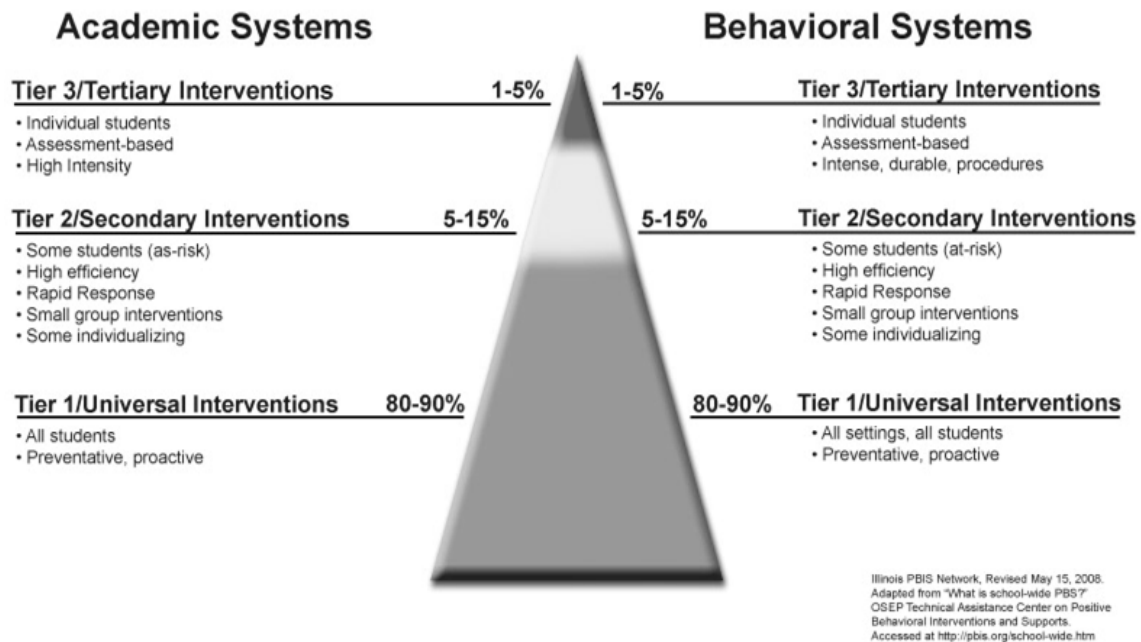 Academic Systems
Tier 3/Tertiary Interventions 1-5%
• Individual students
• Assessment-based
• High Intensity
Tier 2/Secondary Interventions 5-15%
• Some students (as-risk)
• High efficiency
• Rapid Response
• Small group interventions
• Some individualizing
Tier 1/Universal Interventions 80-90%
• All students
• Preventative, proactive
Behavioral Systems
1-5% Tier 3/Tertiary Interventions
• Individual students
• Assessment-based
• Intense, durable, procedures
5-15% Tier 2/Secondary Interventions
• Some students (at-risk)
• High efficiency
• Rapid Response
• Small group interventions
• Some individualizing
80-90% Tier 1/Universal Interventions
• All settings, all students
• Preventative, proactive
Illinois PBIS Network, Revised May 15, 2008.
Adapted from "What is school-wide PBS?"
OSEP Technical Assistance Center on Positive
Behavioral Interventions and Supports.
Accessed at http://pbis.org/school-wide.htm